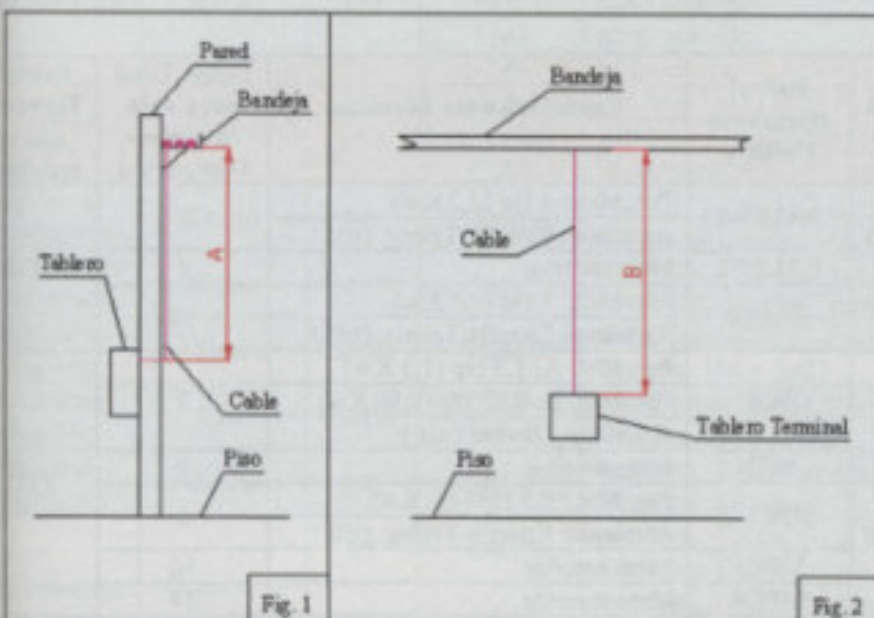 Pared
Bandeja
A
Tablero
Cable
Piso
Fig. 1
Bandeja
Cable
B
Tablero Terminal
Piso
Fig. 2